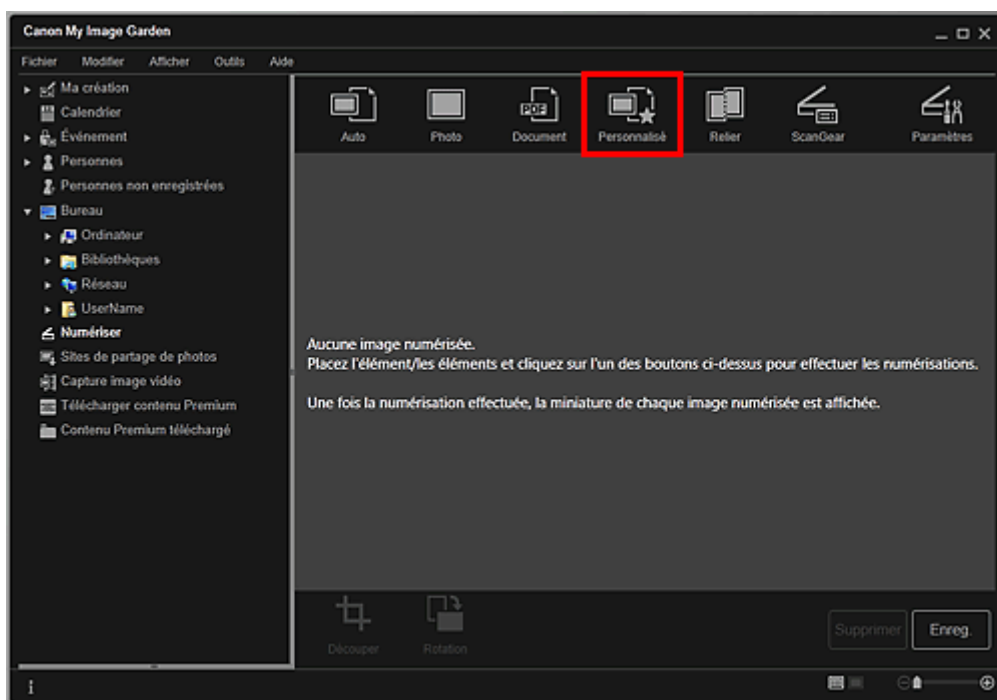 Canon My Image Garden
Fichier Modifier Afficher Outils Aide
Ma création
Calendrier
Événement
Personnes
Personnes non enregistrées
Bureau
Ordinateur
Bibliothèques
Réseau
UserName
Numériser
Sites de partage de photos
Capture image vidéo
Télécharger contenu Premium
Contenu Premium téléchargé
Auto Photo PDF Document Personnalisé Relier ScanGear Paramètres
Aucune image numérisée.
Placez l'élément/les éléments et cliquez sur l'un des boutons ci-dessus pour effectuer les numérisations.
Une fois la numérisation effectuée, la miniature de chaque image numérisée est affichée.
Découper Rotation Supprimer Enreg.